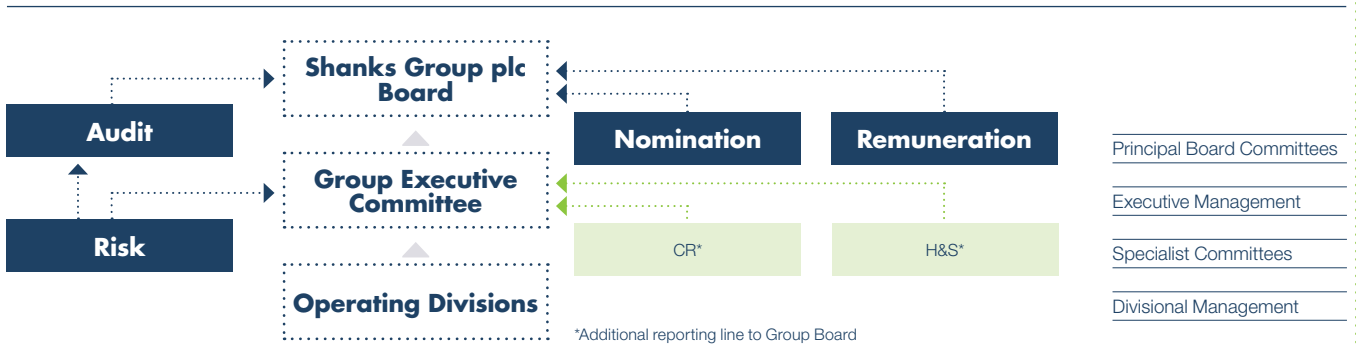 Shanks Group plc
Board
Audit
Nomination
Remuneration
Principal Board Committees
Group Executive
Committee
Executive Management
Risk
CR*
H&S*
Specialist Committees
Operating Divisions
Divisional Management
*Additional reporting line to Group Board